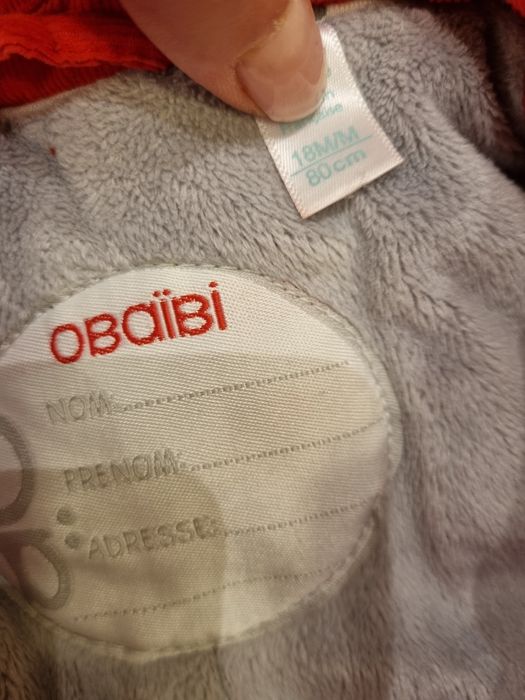 18M/M
80cm
OBAÏBI
NOM:
PRENOM:
ADRESSE: